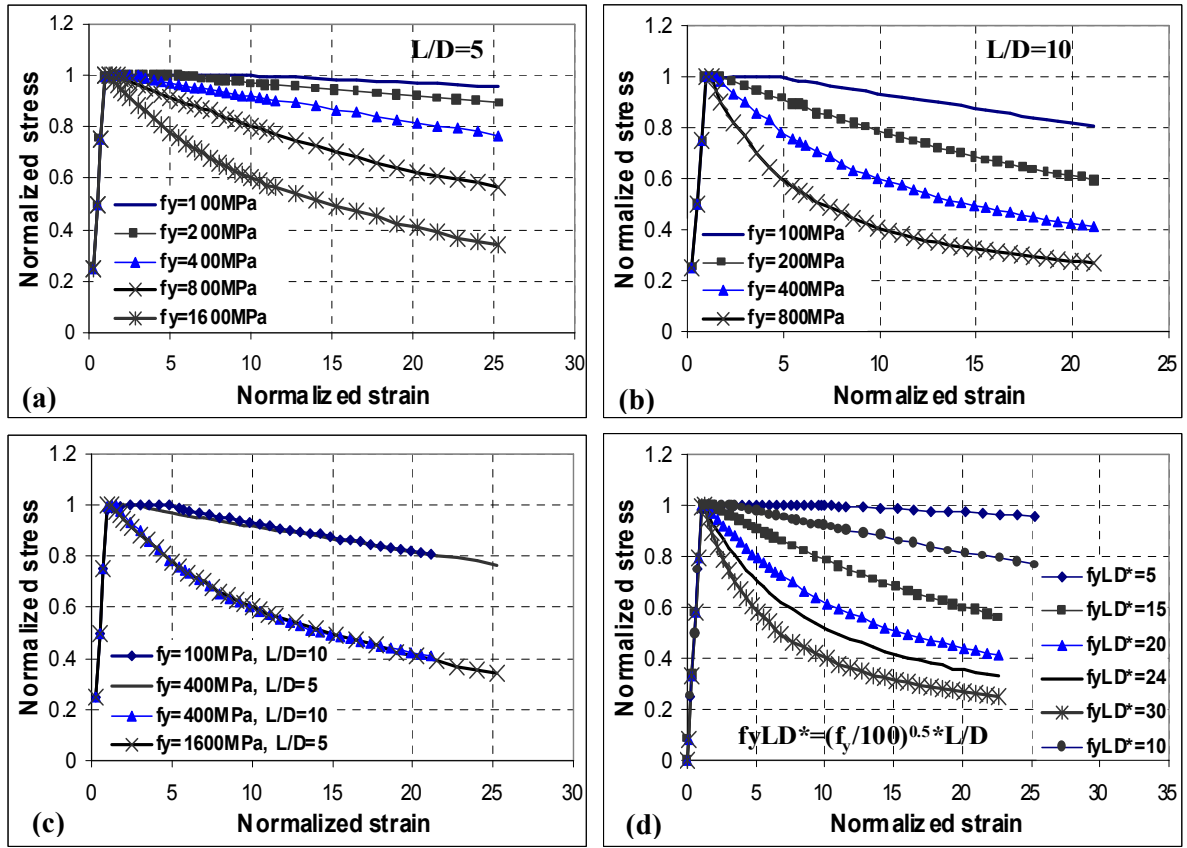 L/D=5
Normalized stress
1.2
1
0.8
0.6
0.4
0.2
0
fy=100MPa
fy=200MPa
fy=400MPa
fy=800MPa
fy=1600MPa
0 5 10 15 20 25 30
Normalized strain
(a)
L/D=10
Normalized stress
1.2
1
0.8
0.6
0.4
0.2
0
fy=100MPa
fy=200MPa
fy=400MPa
fy=800MPa
0 5 10 15 20 25
Normalized strain
(b)
Normalized stress
1.2
1
0.8
0.6
0.4
0.2
0
fy=100MPa, L/D=10
fy=400MPa, L/D=5
fy=400MPa, L/D=10
fy=1600MPa, L/D=5
0 5 10 15 20 25 30
Normalized strain
(c)
Normalized stress
1.2
1
0.8
0.6
0.4
0.2
0
fyLD*=5
fyLD*=15
fyLD*=20
fyLD*=24
fyLD*=30
fyLD*=10
fyLD*=(f_y/100)^0.5*L/D
0 5 10 15 20 25 30 35
Normalized strain
(d)